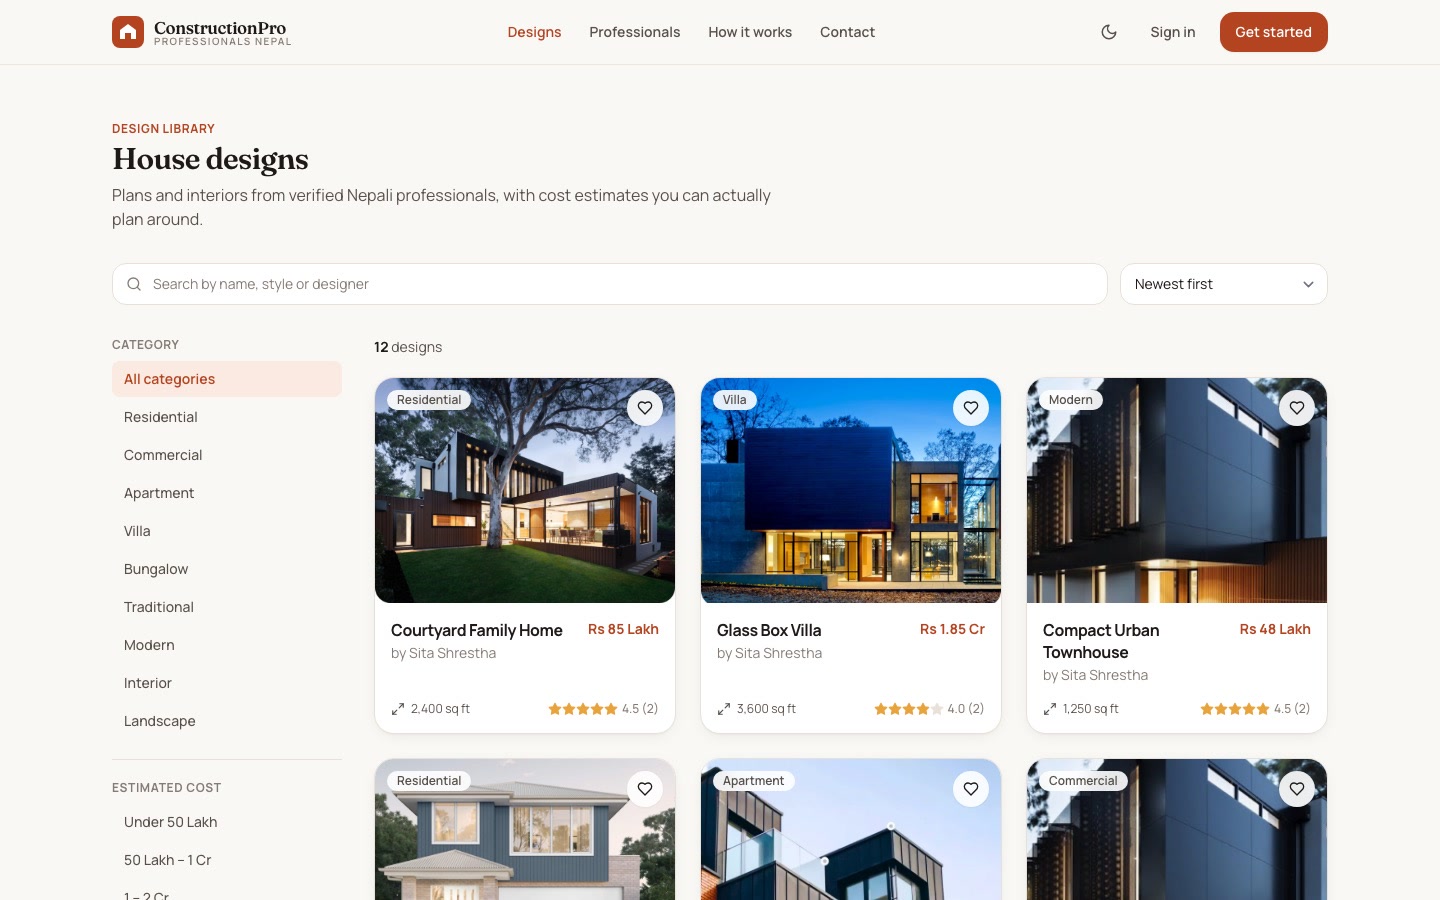 ConstructionPro
PROFESSIONALS NEPAL
Designs
Professionals
How it works
Contact
Sign in
Get started
DESIGN LIBRARY
House designs
Plans and interiors from verified Nepali professionals, with cost estimates you can actually
plan around.
Search by name, style or designer
Newest first
CATEGORY
All categories
Residential
Commercial
Apartment
Villa
Bungalow
Traditional
Modern
Interior
Landscape
ESTIMATED COST
Under 50 Lakh
50 Lakh – 1 Cr
1 – 2 Cr
12 designs
Residential
Courtyard Family Home
Rs 85 Lakh
by Sita Shrestha
2,400 sq ft
4.5 (2)
Villa
Glass Box Villa
Rs 1.85 Cr
by Sita Shrestha
3,600 sq ft
4.0 (2)
Modern
Compact Urban
Townhouse
Rs 48 Lakh
by Sita Shrestha
1,250 sq ft
4.5 (2)
Residential
Apartment
Commercial